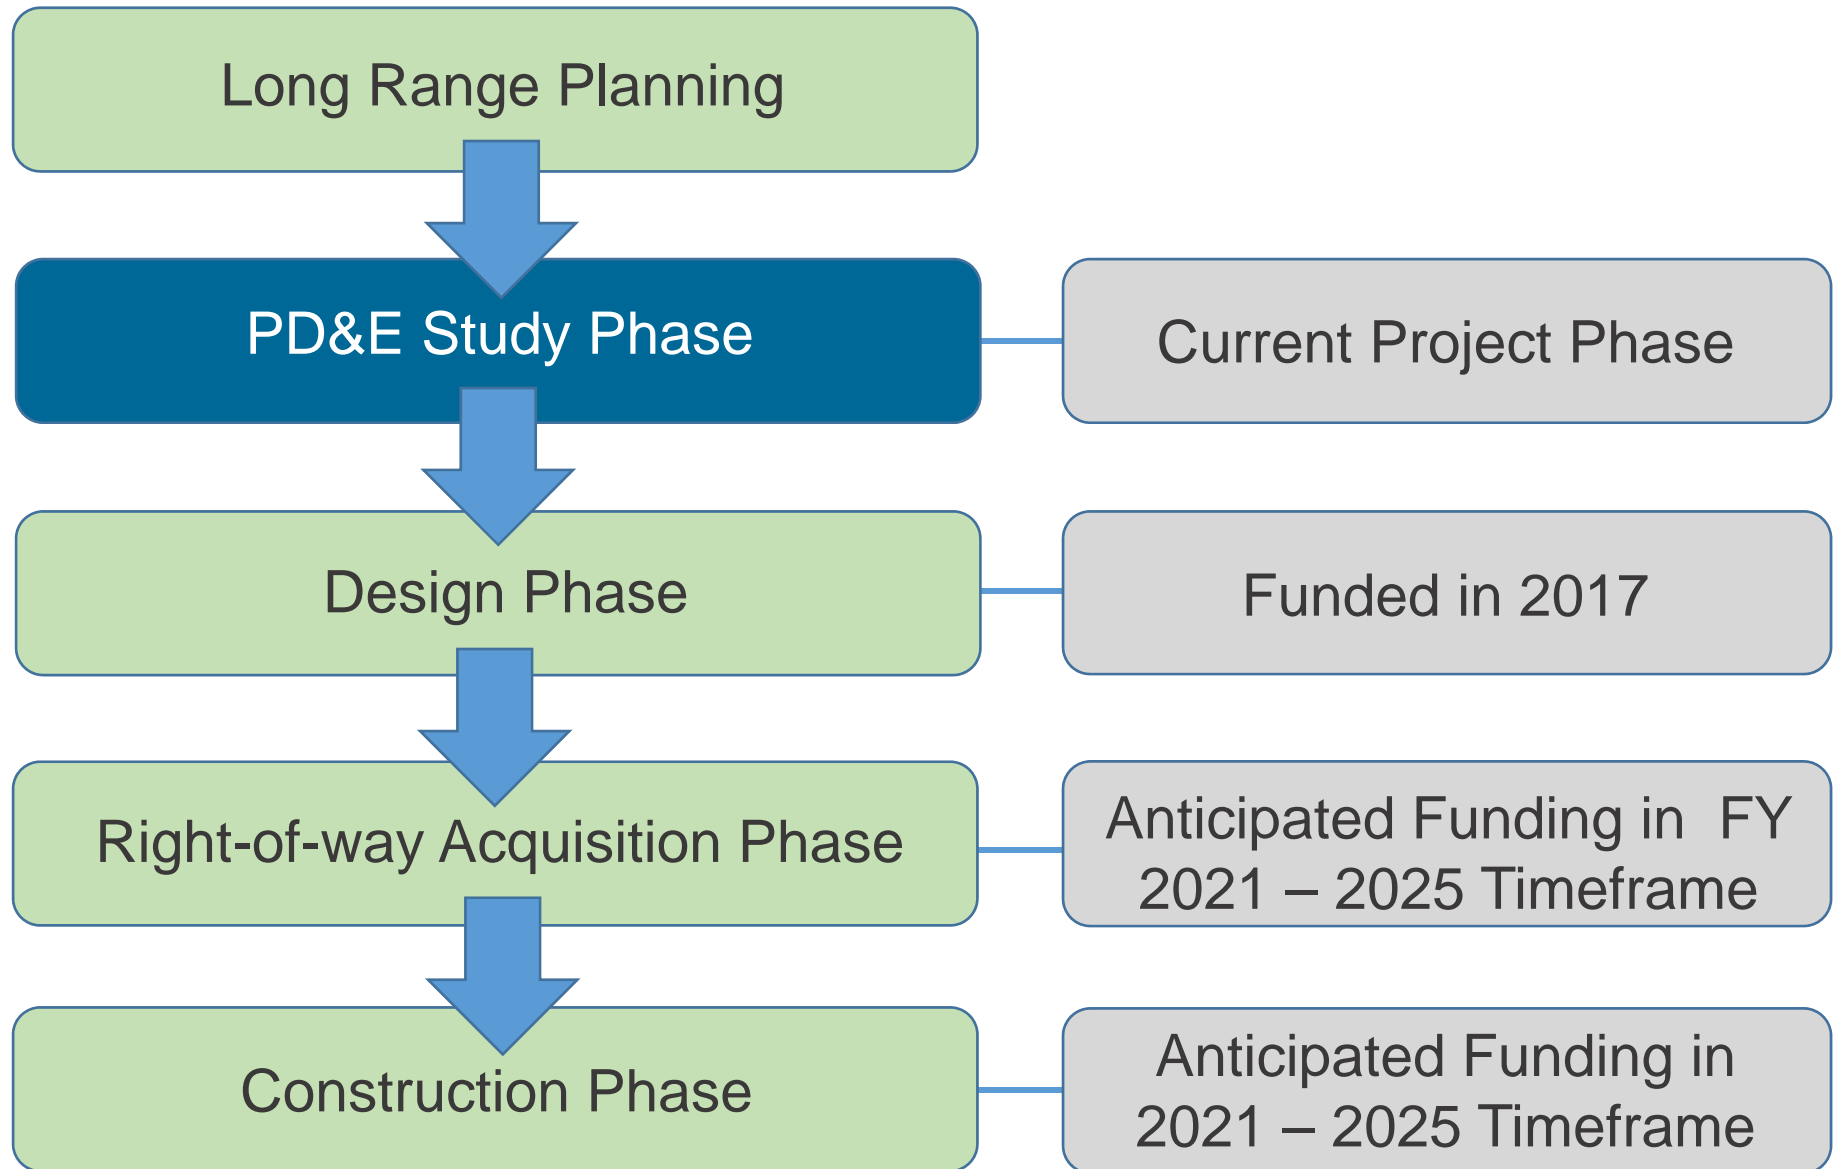 Long Range Planning
PD&E Study Phase
Current Project Phase
Design Phase
Funded in 2017
Right-of-way Acquisition Phase
Anticipated Funding in  FY
2021 – 2025 Timeframe
Construction Phase
Anticipated Funding in
2021 – 2025 Timeframe